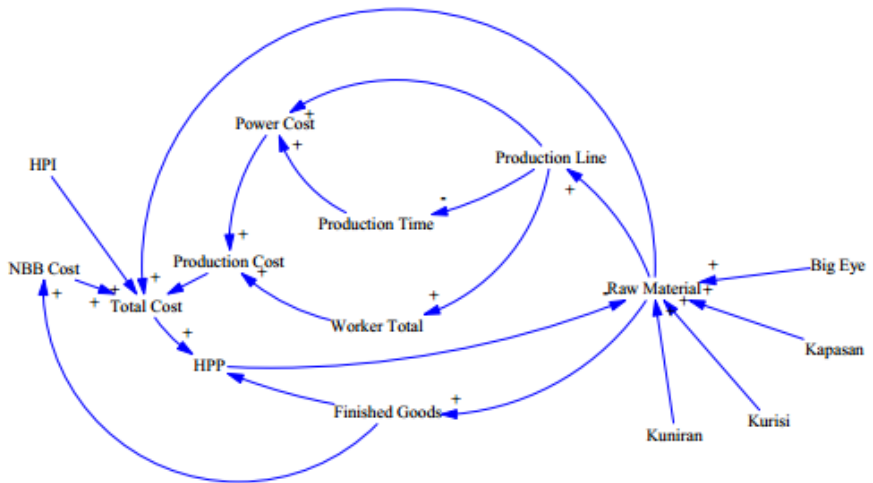 Power Cost
Production Line
HPI
Production Time
NBB Cost
Production Cost
Big Eye
Total Cost
Raw Material
Worker Total
Kapasan
HPP
Finished Goods
Kurisi
Kuniran
+
+
+
-
+
+
+
+
+
+
+
+
+
+
-
+
+
+